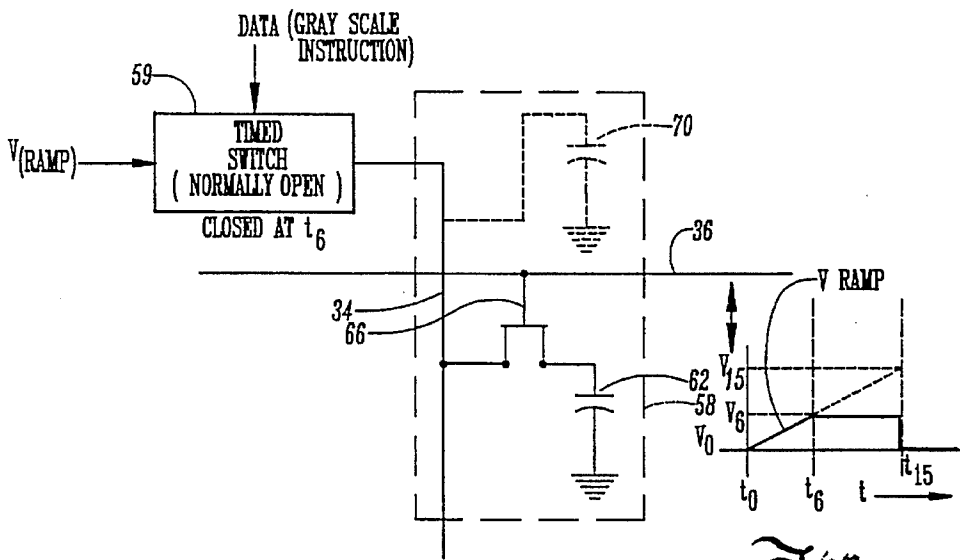 DATA (GRAY SCALE
INSTRUCTION)
59
V(RAMP)
TIMED
SWITCH
( NORMALLY OPEN )
CLOSED AT t6
70
36
34
66
V RAMP
62
58
V15
V6
V0
t15
t0
t6
t